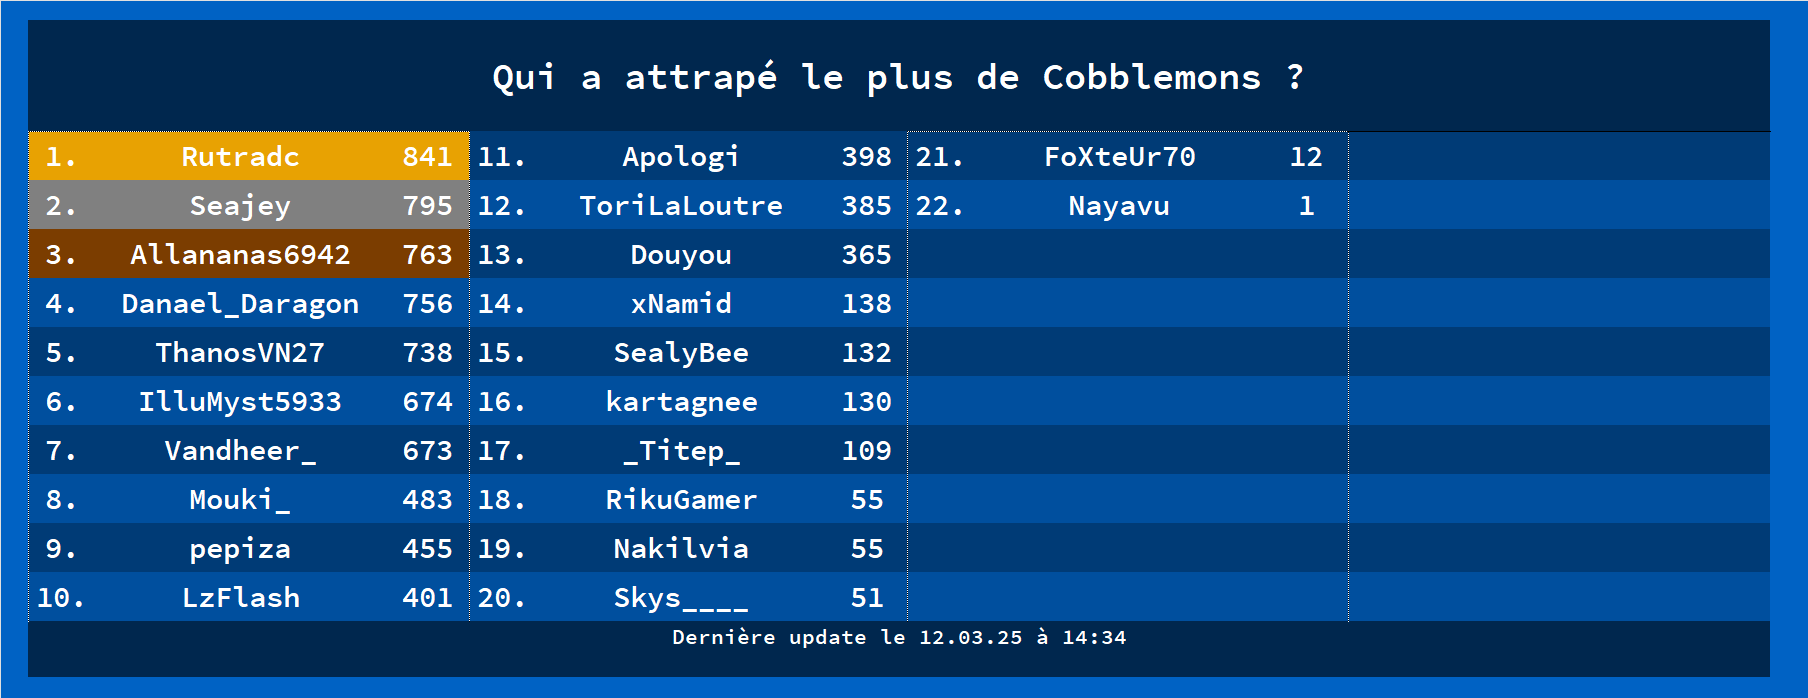 Qui a attrapé le plus de Cobblemons ?
1. Rutradc 841
2. Seajey 795
3. Allananas6942 763
4. Danael_Daragon 756
5. ThanosVN27 738
6. IlluMyst5933 674
7. Vandheer_ 673
8. Mouki_ 483
9. pepiza 455
10. LzFlash 401
11. Apologi 398
12. ToriLaLoutre 385
13. Douyou 365
14. xNamid 138
15. SealyBee 132
16. kartagnee 130
17. _Titep_ 109
18. RikuGamer 55
19. Nakilvia 55
20. Skys____ 51
21. FoXteUr70 12
22. Nayavu 1
Dernière update le 12.03.25 à 14:34